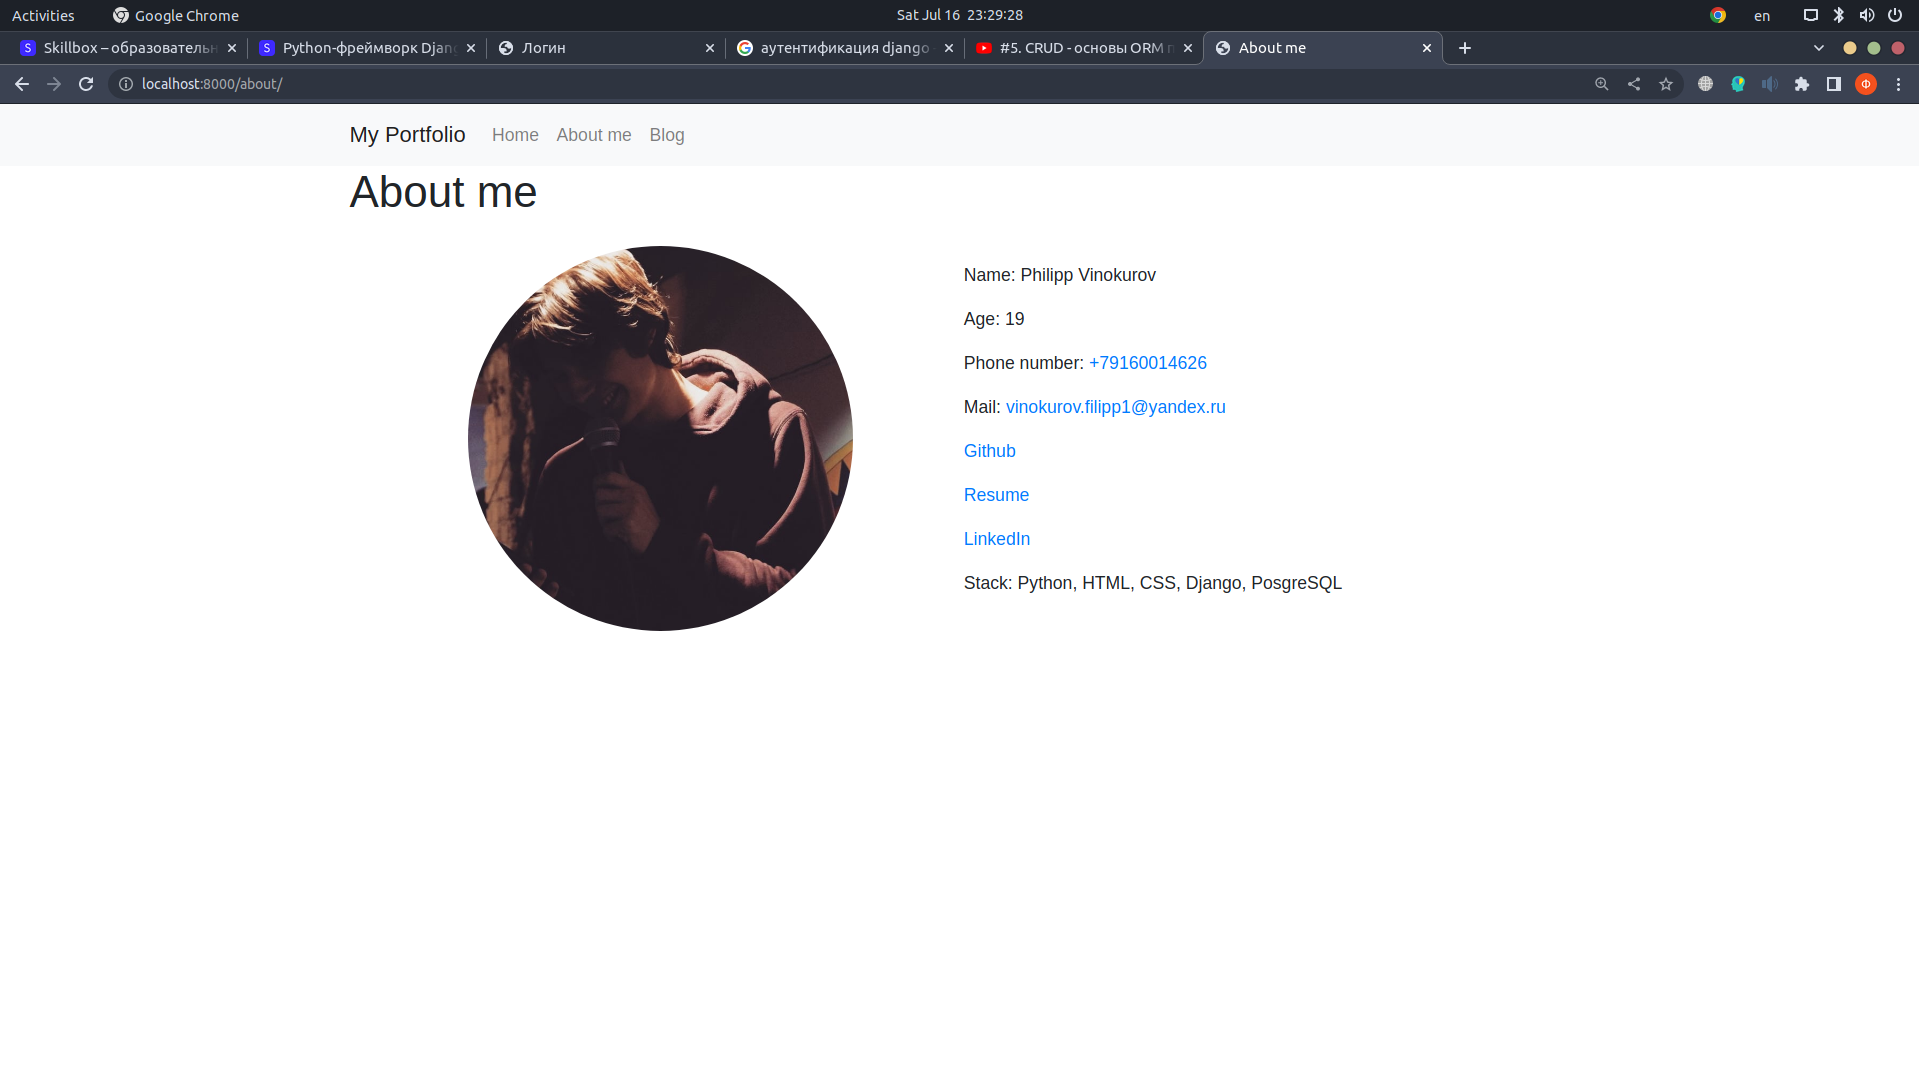 Activities Google Chrome Sat Jul 16 23:29:28 en
Skillbox – образовательн Python-фреймворк Djang Логин аутентификация django #5. CRUD - основы ORM About me
localhost:8000/about/ Ф
My Portfolio Home About me Blog
About me
Name: Philipp Vinokurov
Age: 19
Phone number: +79160014626
Mail: vinokurov.filipp1@yandex.ru
Github
Resume
LinkedIn
Stack: Python, HTML, CSS, Django, PosgreSQL